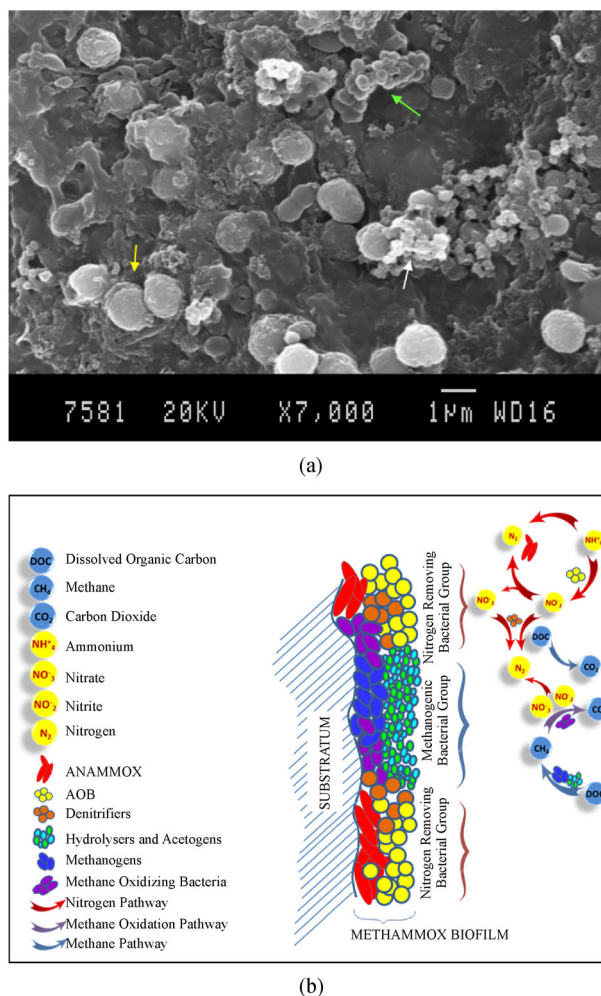 7581 20KV X7,000 1µm WD16
(a)
DOC Dissolved Organic Carbon
CH₄ Methane
CO₂ Carbon Dioxide
NH⁺₄ Ammonium
NO⁻₃ Nitrate
NO⁻₂ Nitrite
N₂ Nitrogen
ANAMMOX
AOB
Denitrifiers
Hydrolysers and Acetogens
Methanogens
Methane Oxidizing Bacteria
Nitrogen Pathway
Methane Oxidation Pathway
Methane Pathway
SUBSTRATUM
Nitrogen Removing
Bacterial Group
Methanogenic
Bacterial Group
Nitrogen Removing
Bacterial Group
METHAMMOX BIOFILM
N₂
NH⁺₄
NO⁻₃
NO⁻₂
DOC
CO₂
N₂
NO⁻₂
NO⁻₃
CH₄
(b)